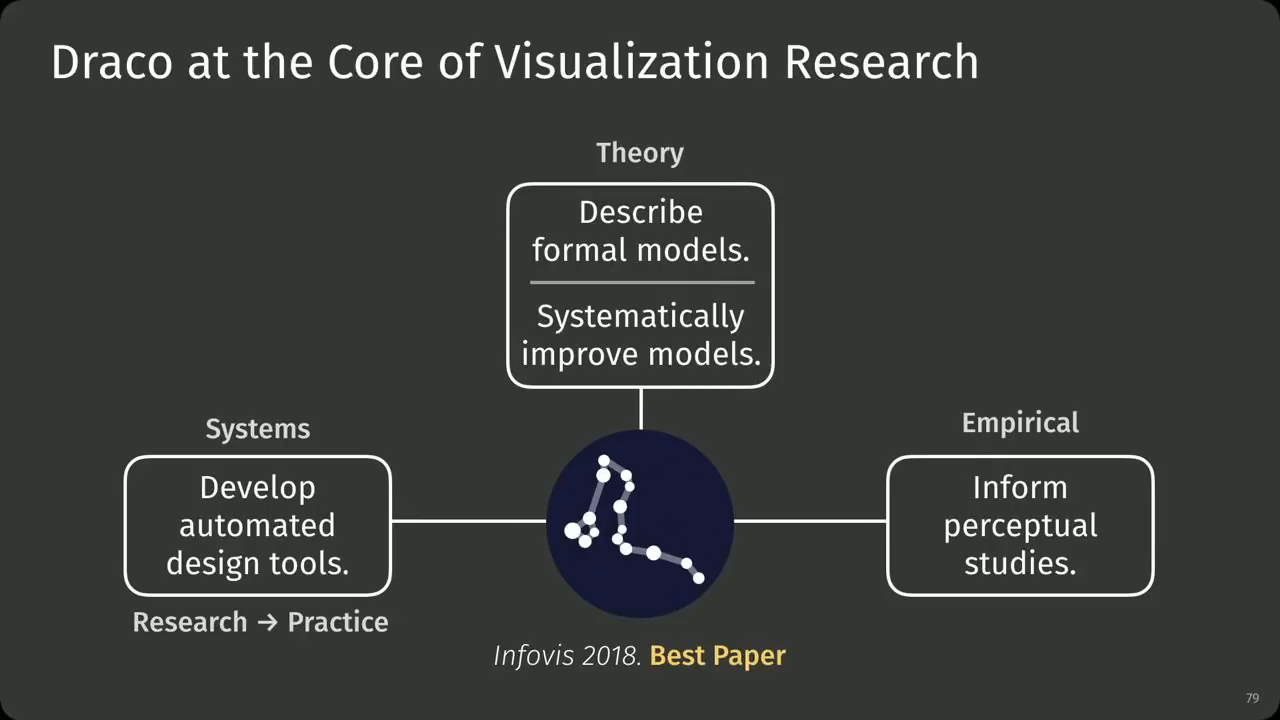 Draco at the Core of Visualization Research
Theory
Describe
formal models.
Systematically
improve models.
Systems
Develop
automated
design tools.
Research → Practice
Empirical
Inform
perceptual
studies.
Infovis 2018. Best Paper
79